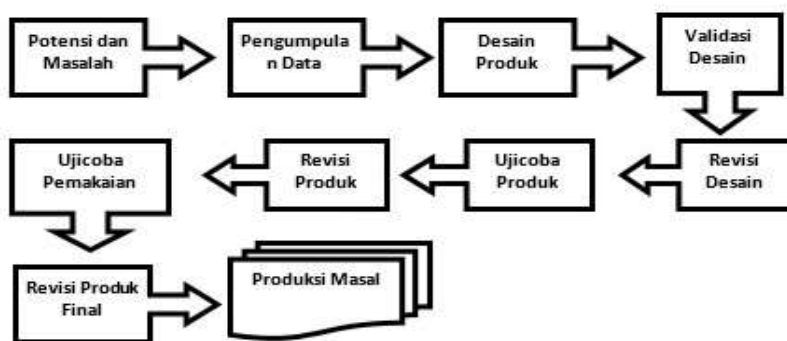 Potensi dan
Masalah
Pengumpula
n Data
Desain
Produk
Validasi
Desain
Revisi
Desain
Ujicoba
Produk
Revisi
Produk
Ujicoba
Pemakaian
Revisi Produk
Final
Produksi Masal